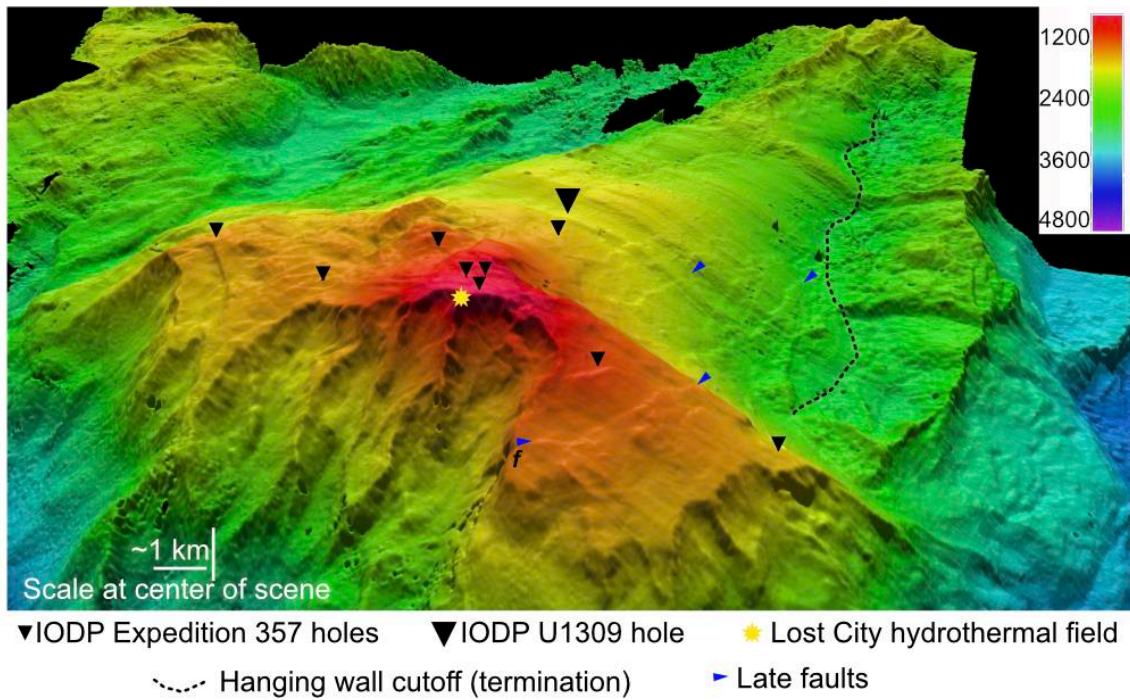 1200
2400
3600
4800
f
~1 km
Scale at center of scene
IODP Expedition 357 holes IODP U1309 hole Lost City hydrothermal field
Hanging wall cutoff (termination) Late faults